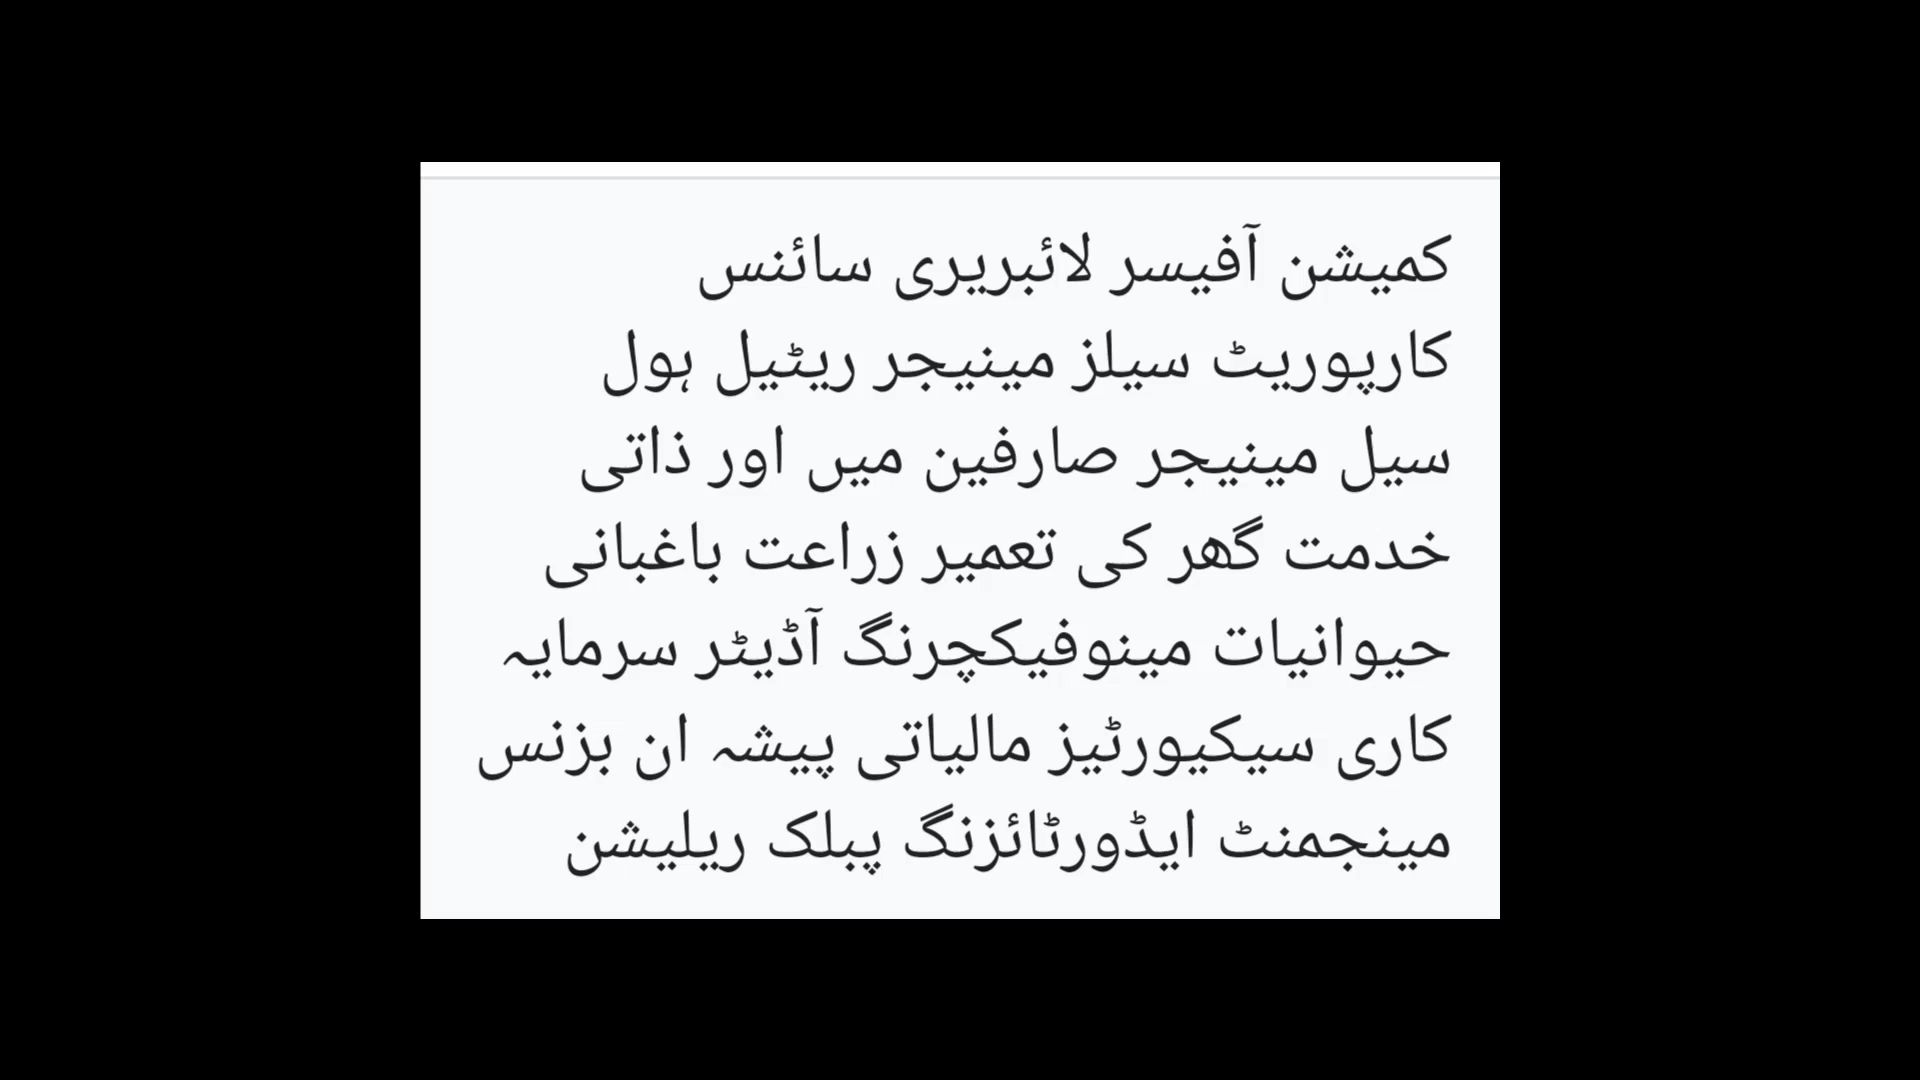 کمیشن آفیسر لائبریری سائنس
کارپوریٹ سیلز مینیجر ریٹیل ہول
سیل مینیجر صارفین میں اور ذاتی
خدمت گھر کی تعمیر زراعت باغبانی
حیوانیات مینوفیکچرنگ آڈیٹر سرمایہ
کاری سیکیورٹیز مالیاتی پیشہ ان بزنس
مینجمنٹ ایڈورٹائزنگ پبلک ریلیشن